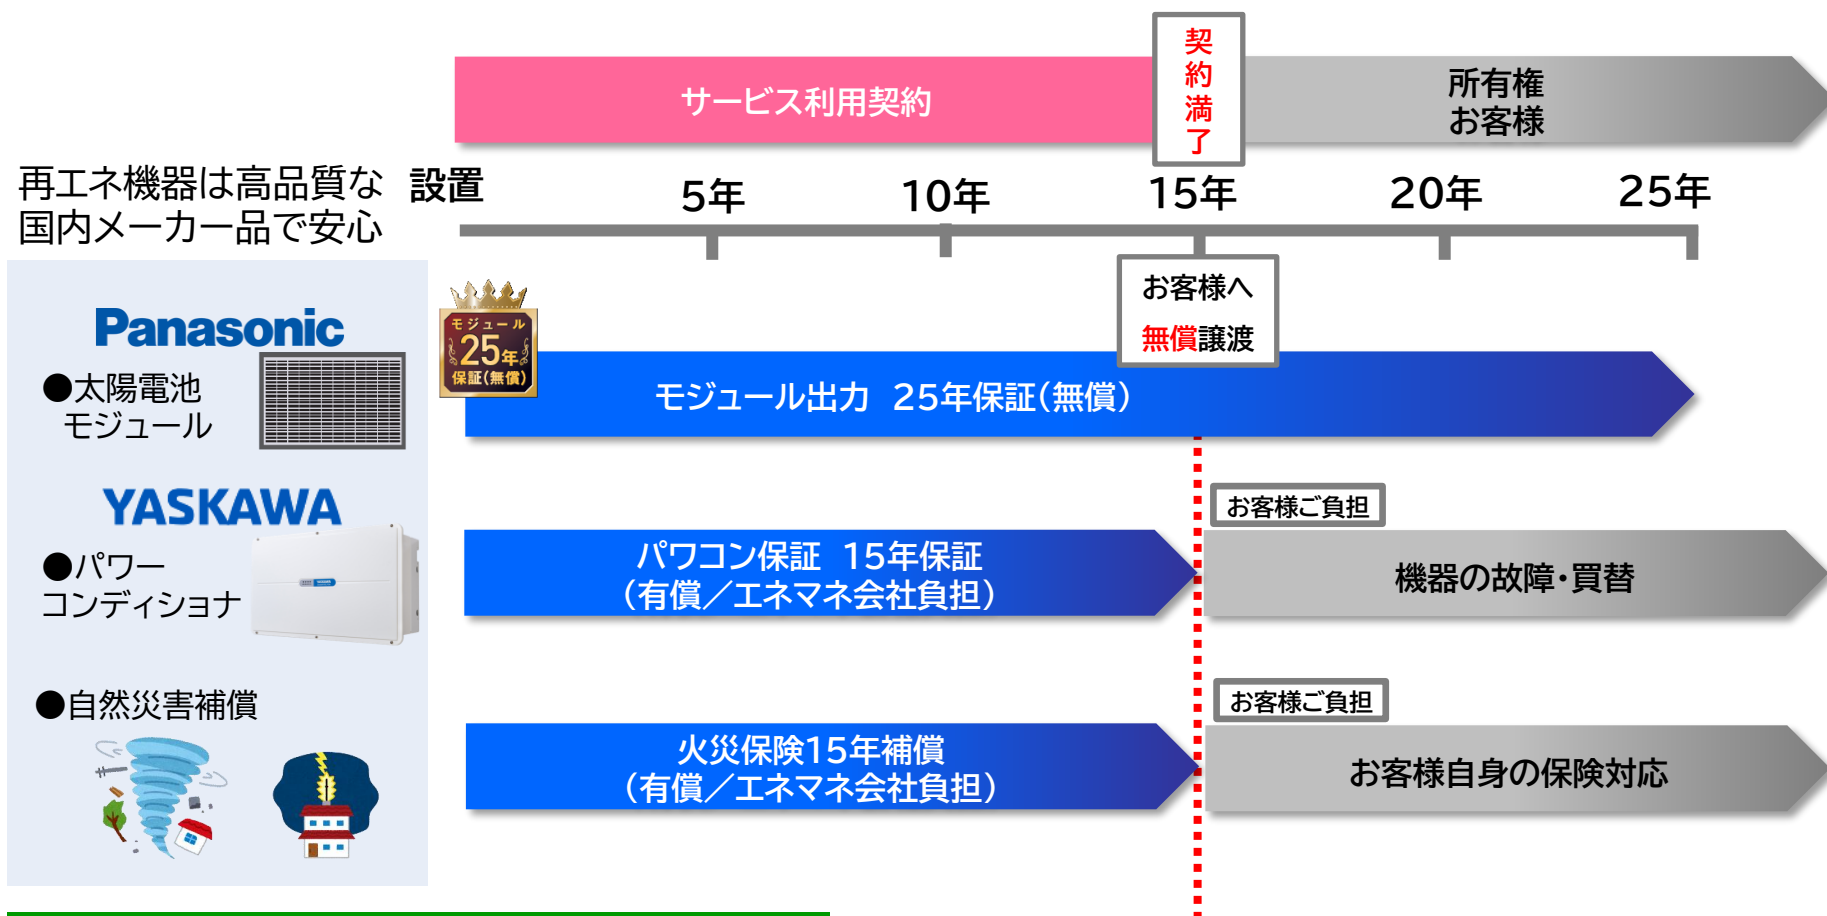 契約満了
サービス利用契約
所有権
お客様
再エネ機器は高品質な
国内メーカー品で安心
設置
5年
10年
15年
20年
25年
お客様へ
無償譲渡
Panasonic
●太陽電池
モジュール
モジュール
25年
保証(無償)
モジュール出力 25年保証(無償)
YASKAWA
●パワー
コンディショナ
パワコン保証 15年保証
(有償/エネマネ会社負担)
お客様ご負担
機器の故障・買替
●自然災害補償
火災保険15年補償
(有償/エネマネ会社負担)
お客様ご負担
お客様自身の保険対応